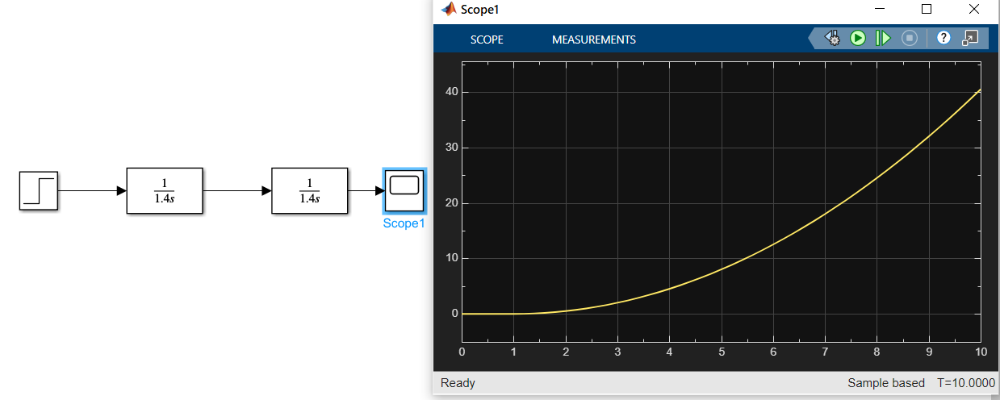 Scope1
SCOPE MEASUREMENTS
?
1
1.4s
1
1.4s
Scope1
40
30
20
10
0
0 1 2 3 4 5 6 7 8 9 10
Ready Sample based T=10.0000